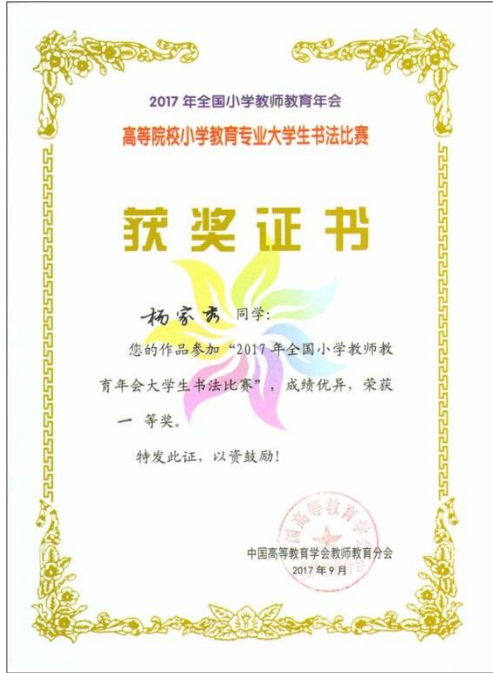 2017 年全国小学教师教育年会
高等院校小学教育专业大学生书法比赛
获奖证书
杨家秀 同学：
您的作品参加“2017 年全国小学教师教
育年会大学生书法比赛”，成绩优异，荣获
一 等奖。
特发此证，以资鼓励！
中国高等教育学会教师教育分会
2017 年 9 月